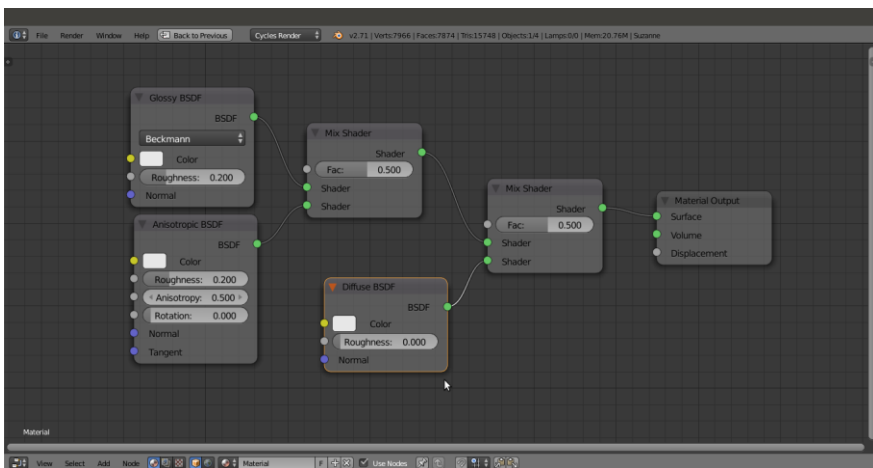 File Render Window Help Back to Previous Cycles Render v2.71 | Verts:7966 | Faces:7874 | Tris:15748 | Objects:1/4 | Lamps:0/0 | Mem:20.76M | Suzanne
Glossy BSDF
BSDF
Beckmann
Color
Roughness: 0.200
Normal
Anisotropic BSDF
BSDF
Color
Roughness: 0.200
Anisotropy: 0.500
Rotation: 0.000
Normal
Tangent
Mix Shader
Shader
Fac: 0.500
Shader
Shader
Diffuse BSDF
BSDF
Color
Roughness: 0.000
Normal
Mix Shader
Shader
Fac: 0.500
Shader
Shader
Material Output
Surface
Volume
Displacement
Material
View Select Add Node Material F Use Nodes